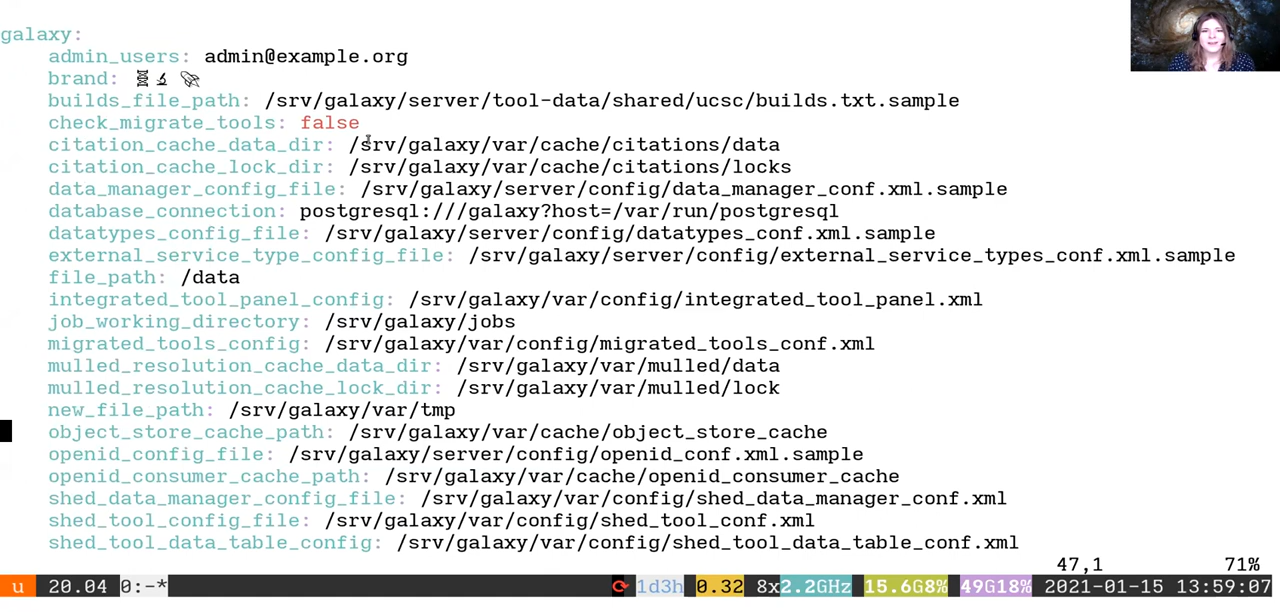 galaxy:
admin_users: admin@example.org
brand: 🧬🔬🚀
builds_file_path: /srv/galaxy/server/tool-data/shared/ucsc/builds.txt.sample
check_migrate_tools: false
citation_cache_data_dir: /srv/galaxy/var/cache/citations/data
citation_cache_lock_dir: /srv/galaxy/var/cache/citations/locks
data_manager_config_file: /srv/galaxy/server/config/data_manager_conf.xml.sample
database_connection: postgresql:///galaxy?host=/var/run/postgresql
datatypes_config_file: /srv/galaxy/server/config/datatypes_conf.xml.sample
external_service_type_config_file: /srv/galaxy/server/config/external_service_types_conf.xml.sample
file_path: /data
integrated_tool_panel_config: /srv/galaxy/var/config/integrated_tool_panel.xml
job_working_directory: /srv/galaxy/jobs
migrated_tools_config: /srv/galaxy/var/config/migrated_tools_conf.xml
mulled_resolution_cache_data_dir: /srv/galaxy/var/mulled/data
mulled_resolution_cache_lock_dir: /srv/galaxy/var/mulled/lock
new_file_path: /srv/galaxy/var/tmp
object_store_cache_path: /srv/galaxy/var/cache/object_store_cache
openid_config_file: /srv/galaxy/server/config/openid_conf.xml.sample
openid_consumer_cache_path: /srv/galaxy/var/cache/openid_consumer_cache
shed_data_manager_config_file: /srv/galaxy/var/config/shed_data_manager_conf.xml
shed_tool_config_file: /srv/galaxy/var/config/shed_tool_conf.xml
shed_tool_data_table_config: /srv/galaxy/var/config/shed_tool_data_table_conf.xml
47,1 71%
u 20.04 0:-* ⟳ 1d3h 0.32 8x2.2GHz 15.6G8% 49G18% 2021-01-15 13:59:07